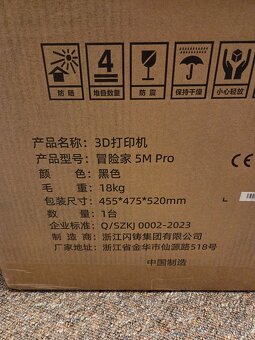 4
防晒 堆码层数 防震 保持干燥 小心轻放
产品名称: 3D打印机
产品型号: 冒险家 5M Pro
CE
颜 色: 黑色
毛 重: 18kg
包装尺寸: 455*475*520mm
数 量: 1台
企业标准: Q/SZKJ 0002-2023
制 造 商: 浙江闪铸集团有限公司
厂家地址: 浙江省金华市仙源路518号
中国制造